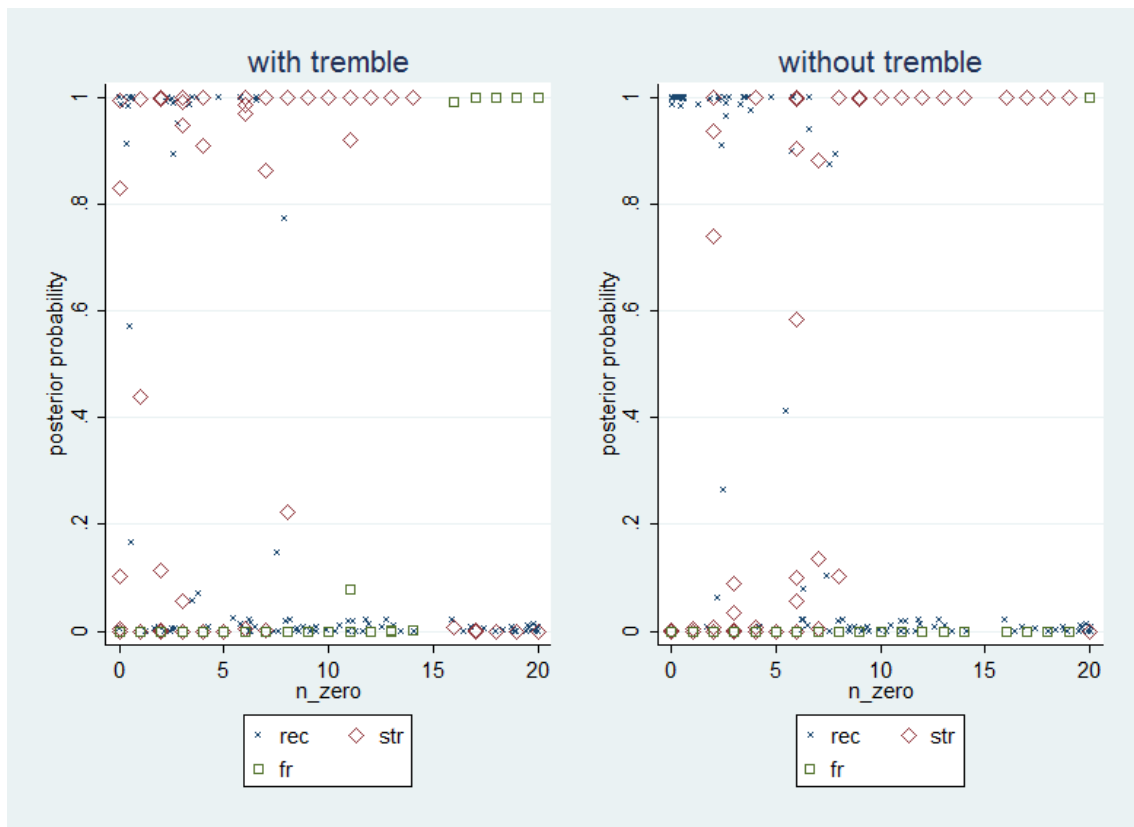 with tremble
1
.8
.6
.4
.2
0
posterior probability
0 5 10 15 20
n_zero
rec str
fr
without tremble
1
.8
.6
.4
.2
0
posterior probability
0 5 10 15 20
n_zero
rec str
fr